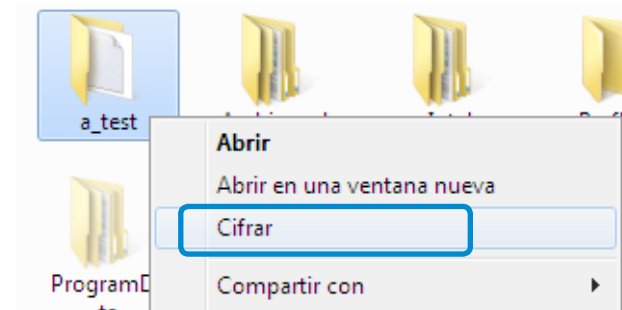 a_test
Abrir
Abrir en una ventana nueva
Cifrar
Compartir con